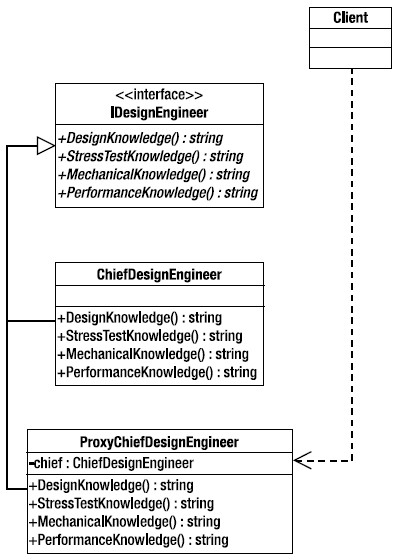 Client
<<interface>>
IDesignEngineer
+DesignKnowledge() : string
+StressTestKnowledge() : string
+MechanicalKnowledge() : string
+PerformanceKnowledge() : string
ChiefDesignEngineer
+DesignKnowledge() : string
+StressTestKnowledge() : string
+MechanicalKnowledge() : string
+PerformanceKnowledge() : string
ProxyChiefDesignEngineer
-chief : ChiefDesignEngineer
+DesignKnowledge() : string
+StressTestKnowledge() : string
+MechanicalKnowledge() : string
+PerformanceKnowledge() : string